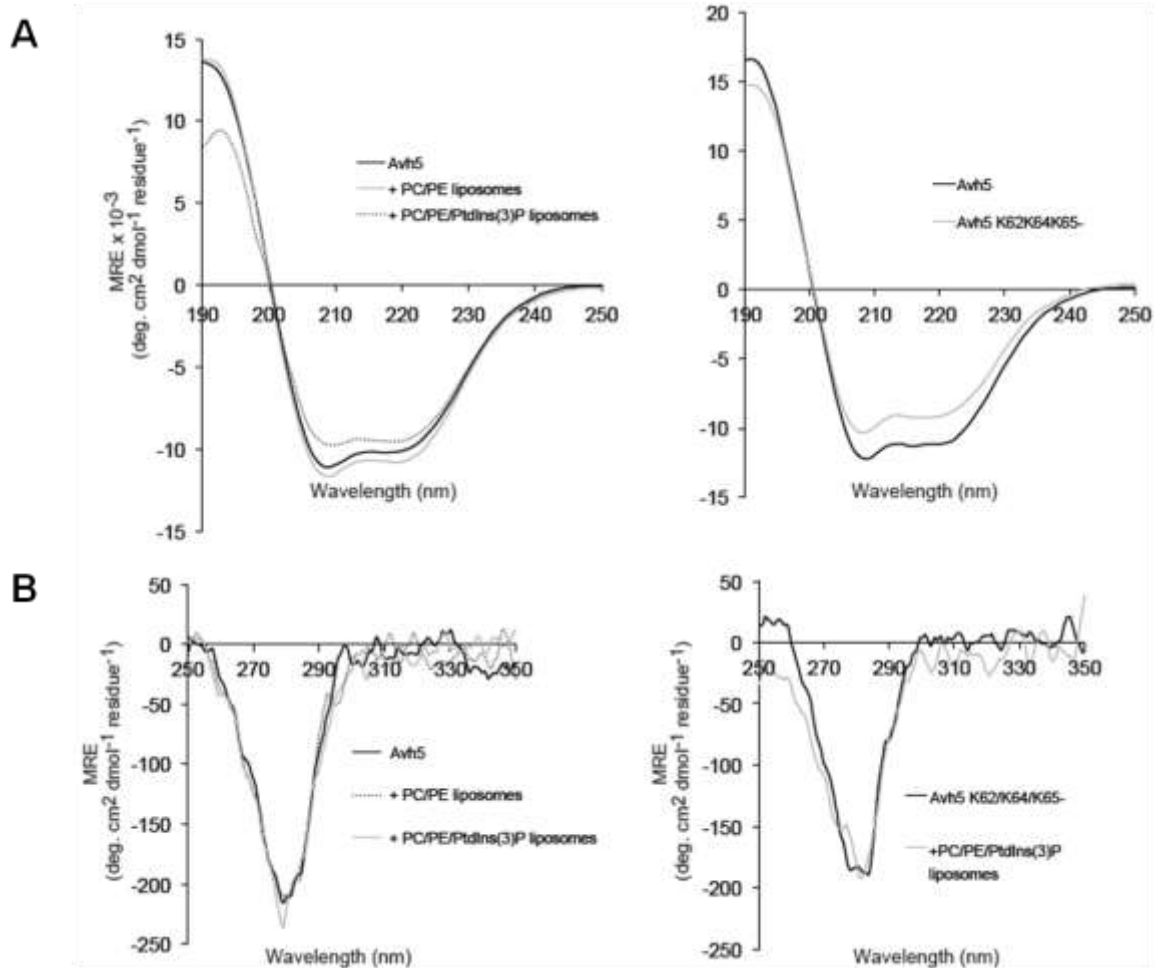 A
MRE x 10-3
(deg. cm2 dmol-1 residue-1)
15
10
5
0
-5
-10
-15
190 200 210 220 230 240 250
Avh5
+ PC/PE liposomes
+ PC/PE/PtdIns(3)P liposomes
Wavelength (nm)
20
15
10
5
0
-5
-10
-15
190 200 210 220 230 240 250
Avh5
Avh5 K62K64K65-
Wavelength (nm)
B
MRE
(deg. cm2 dmol-1 residue-1)
50
0
-50
-100
-150
-200
-250
250 270 290 310 330 350
Avh5
+ PC/PE liposomes
+ PC/PE/PtdIns(3)P liposomes
Wavelength (nm)
MRE
(deg. cm2 dmol-1 residue-1)
50
0
-50
-100
-150
-200
-250
250 270 290 310 330 350
Avh5 K62/K64/K65-
+PC/PE/PtdIns(3)P
liposomes
Wavelength (nm)